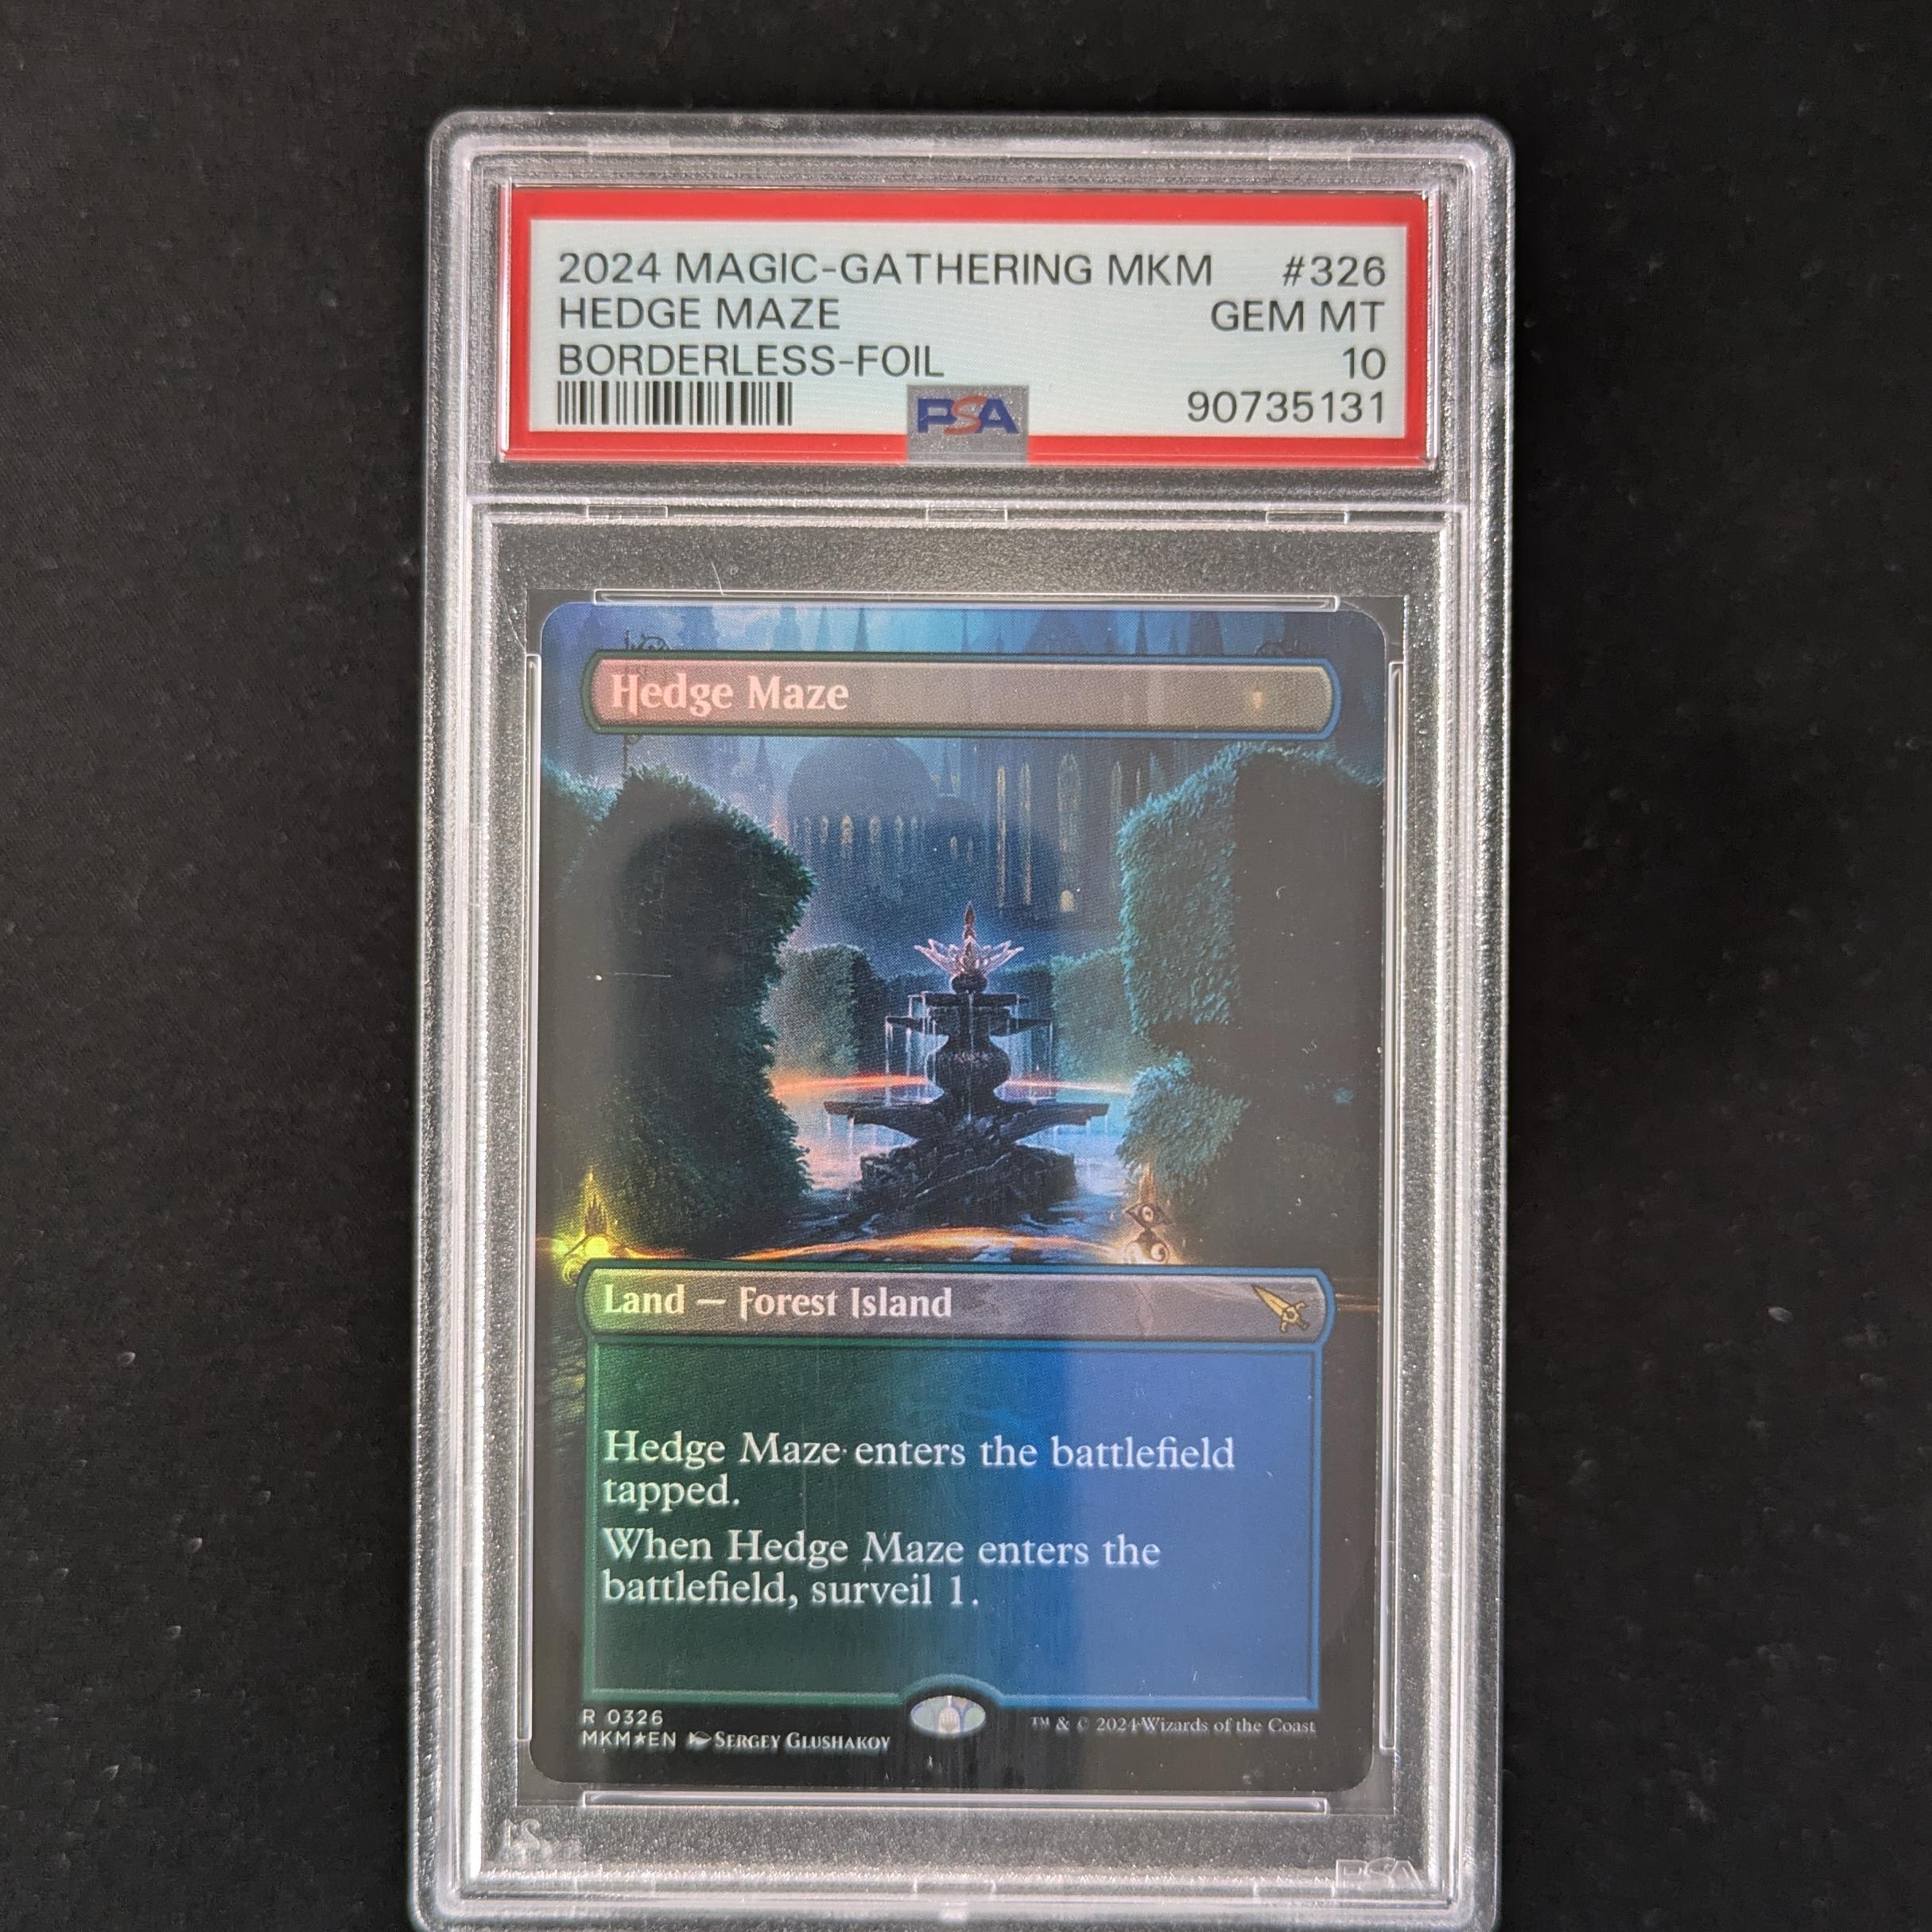 2024 MAGIC-GATHERING MKM #326
HEDGE MAZE GEM MT
BORDERLESS-FOIL 10
PSA 90735131
Hedge Maze
Land — Forest Island
Hedge Maze enters the battlefield
tapped.
When Hedge Maze enters the
battlefield, surveil 1.
R 0326
MKM★EN SERGEY GLUSHAKOV
™ & © 2024 Wizards of the Coast
PSA